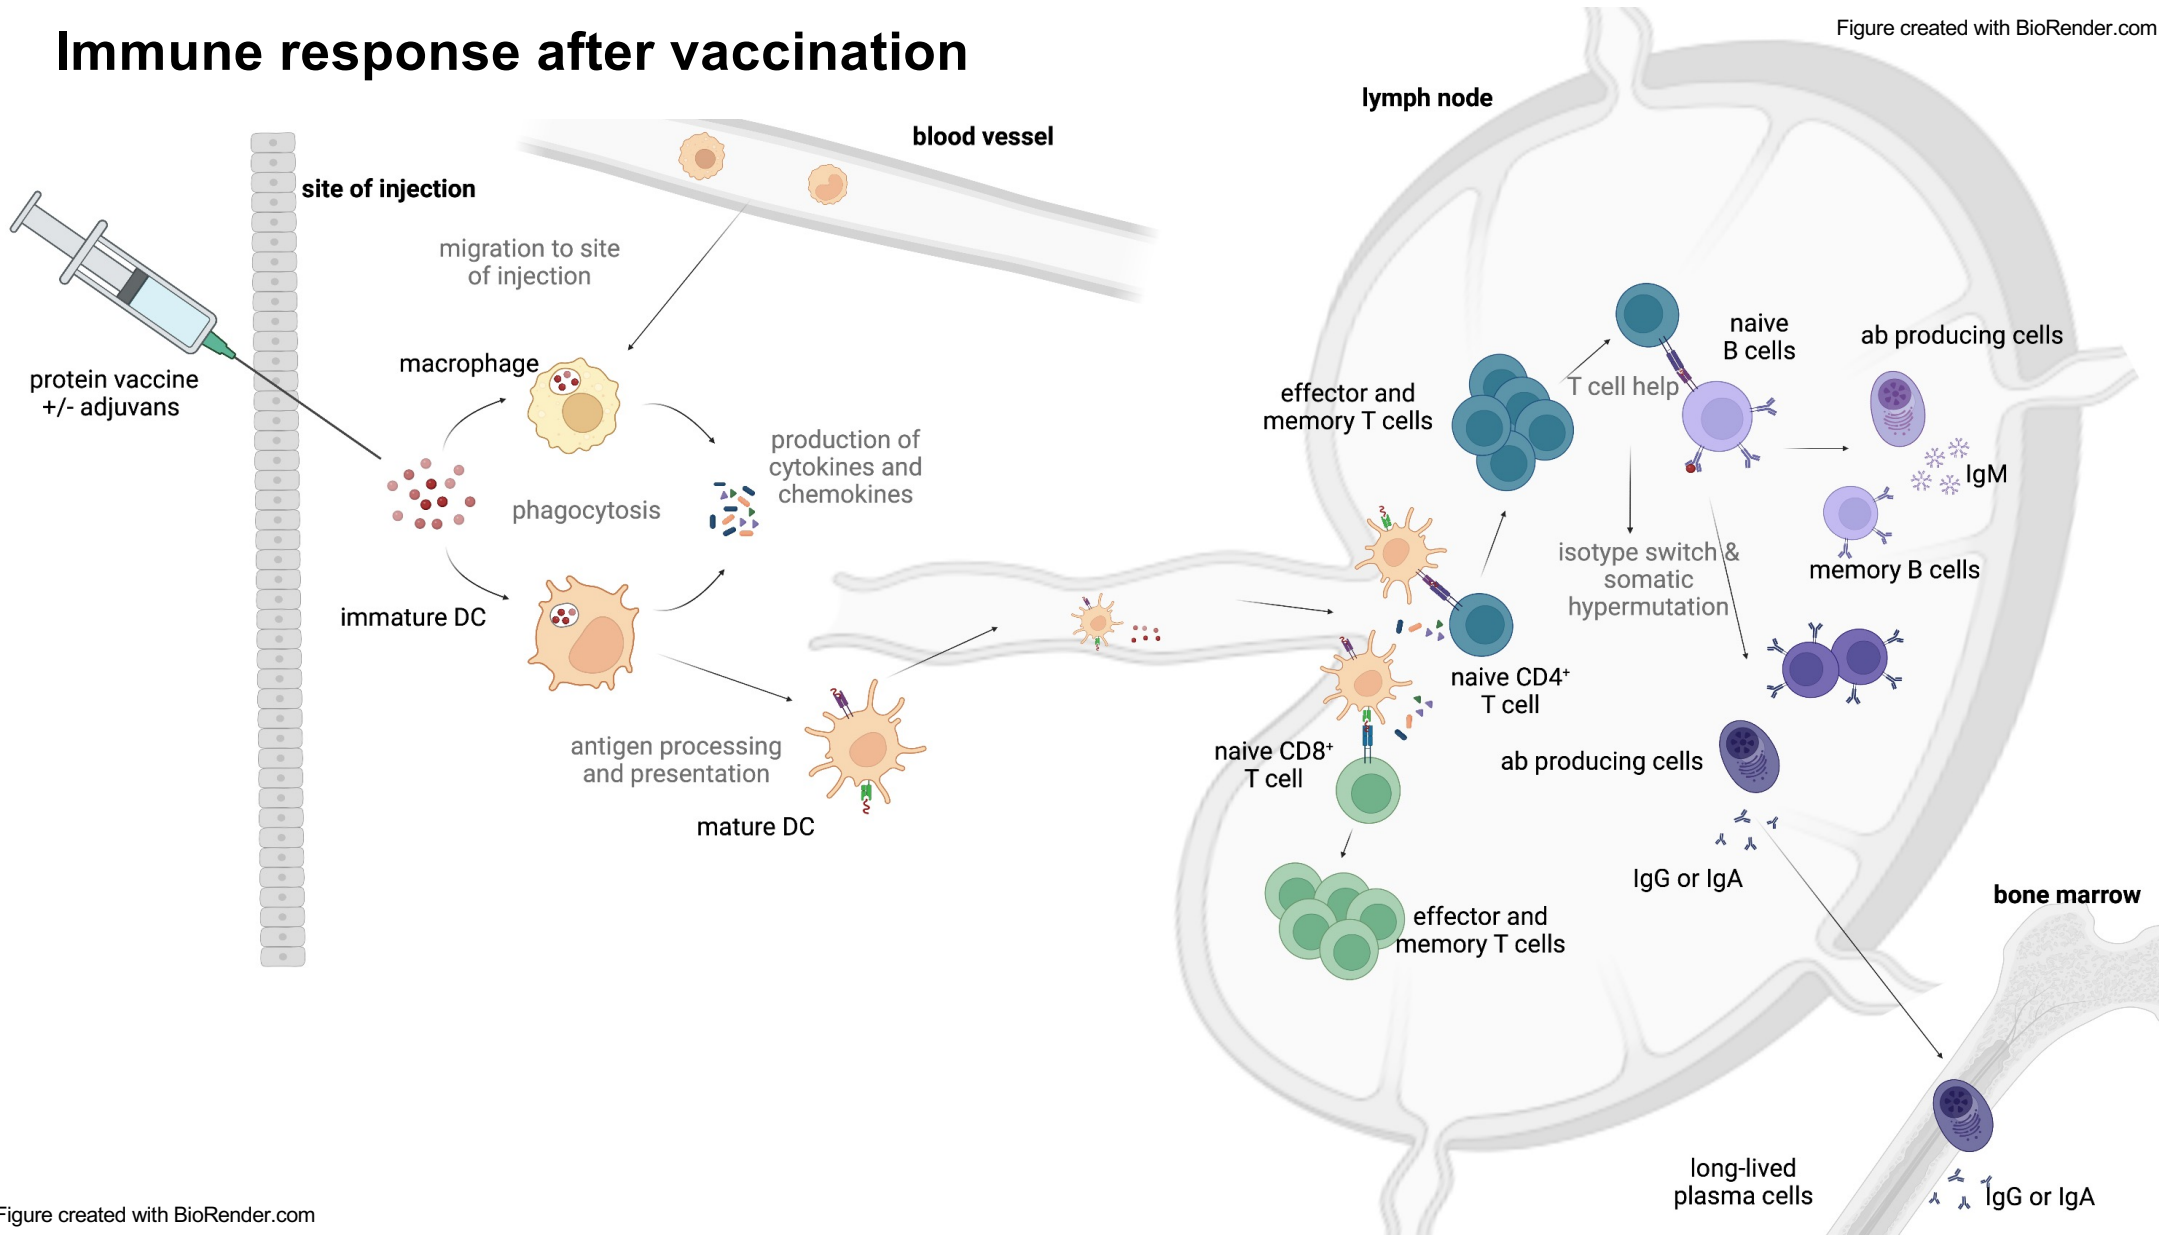 Immune response after vaccination
Figure created with BioRender.com
lymph node
blood vessel
site of injection
migration to site
of injection
protein vaccine
+/- adjuvans
macrophage
production of
cytokines and
chemokines
phagocytosis
immature DC
antigen processing
and presentation
mature DC
naive
B cells
ab producing cells
effector and
memory T cells
T cell help
IgM
isotype switch &
somatic
hypermutation
memory B cells
naive CD4⁺
T cell
naive CD8⁺
T cell
ab producing cells
IgG or IgA
effector and
memory T cells
bone marrow
long-lived
plasma cells
IgG or IgA
Figure created with BioRender.com